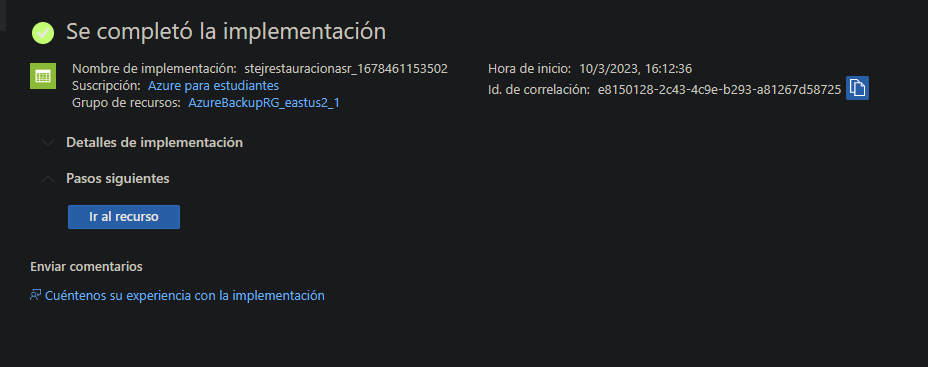 Se completó la implementación
Nombre de implementación: stejrestauracionasr_1678461153502
Suscripción: Azure para estudiantes
Grupo de recursos: AzureBackupRG_eastus2_1
Hora de inicio: 10/3/2023, 16:12:36
Id. de correlación: e8150128-2c43-4c9e-b293-a81267d58725
Detalles de implementación
Pasos siguientes
Ir al recurso
Enviar comentarios
Cuéntenos su experiencia con la implementación